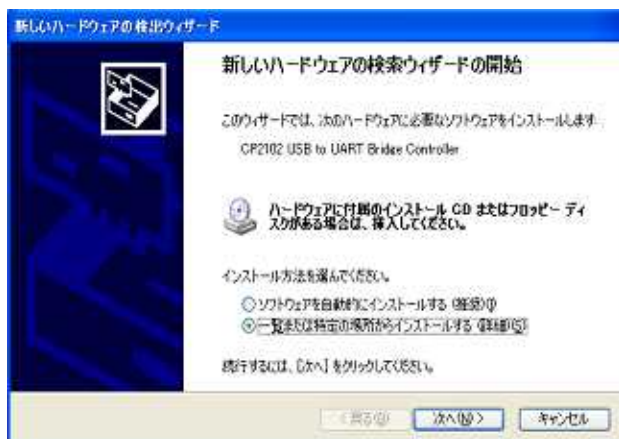 新しいハードウェアの検出ウィザード
新しいハードウェアの検索ウィザードの開始
このウィザードでは、次のハードウェアに必要なソフトウェアをインストールします
CP2102 USB to UART Bridge Controller
ハードウェアに付属のインストール CD またはフロッピー ディ
スクがある場合は、挿入してください。
インストール方法を選んでください。
ソフトウェアを自動的にインストールする (推奨)(I)
一覧または特定の場所からインストールする (詳細)(S)
続行するには、[次へ] をクリックしてください。
< 戻る(B) 次へ(N) > キャンセル